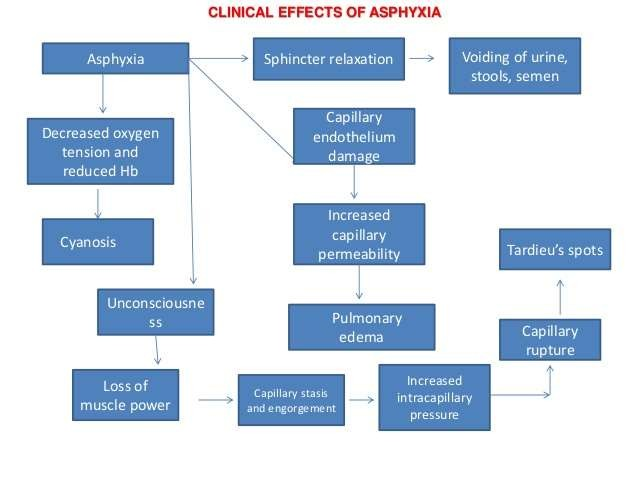 CLINICAL EFFECTS OF ASPHYXIA
Asphyxia
Sphincter relaxation
Voiding of urine,
stools, semen
Decreased oxygen
tension and
reduced Hb
Capillary
endothelium
damage
Cyanosis
Increased
capillary
permeability
Tardieu’s spots
Unconsciousne
ss
Pulmonary
edema
Capillary
rupture
Loss of
muscle power
Capillary stasis
and engorgement
Increased
intracapillary
pressure